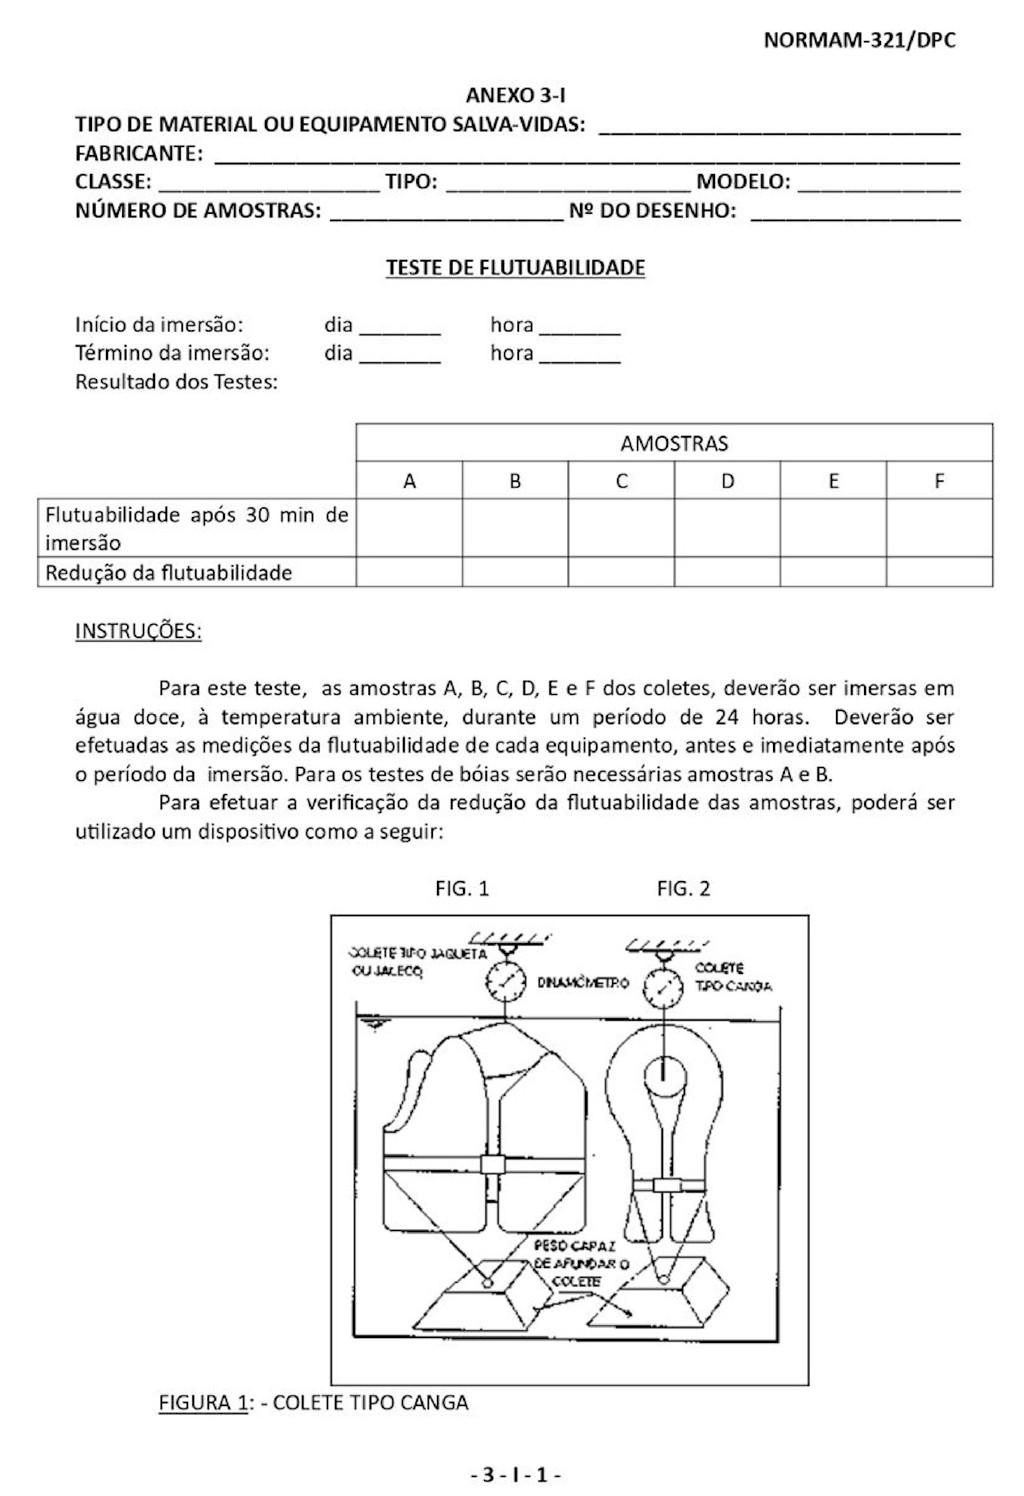 NORMAM-321/DPC
ANEXO 3-I
TIPO DE MATERIAL OU EQUIPAMENTO SALVA-VIDAS: ____________
FABRICANTE: ____________
CLASSE: ____________ TIPO: ____________ MODELO: ____________
NÚMERO DE AMOSTRAS: ____________ Nº DO DESENHO: ____________
TESTE DE FLUTUABILIDADE
Início da imersão: dia _______ hora _______
Término da imersão: dia _______ hora _______
Resultado dos Testes:
AMOSTRAS
A B C D E F
Flutuabilidade após 30 min de
imersão
Redução da flutuabilidade
INSTRUÇÕES:
Para este teste, as amostras A, B, C, D, E e F dos coletes, deverão ser imersas em
água doce, à temperatura ambiente, durante um período de 24 horas. Deverão ser
efetuadas as medições da flutuabilidade de cada equipamento, antes e imediatamente após
o período da imersão. Para os testes de bóias serão necessárias amostras A e B.
Para efetuar a verificação da redução da flutuabilidade das amostras, poderá ser
utilizado um dispositivo como a seguir:
FIG. 1 FIG. 2
COLETE TIPO JAQUETA
OU JALECO
DINAMÔMETRO
COLETE
TIPO CANGA
PESO CAPAZ
DE AFUNDAR O
COLETE
FIGURA 1: - COLETE TIPO CANGA
- 3 - I - 1 -